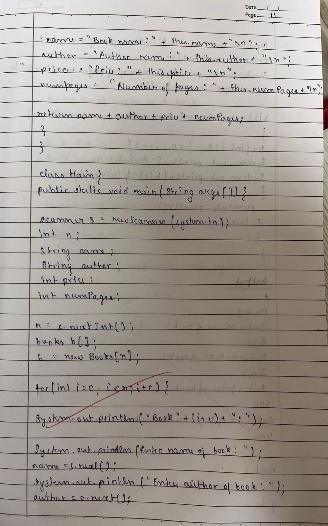 Date
Page 11
name = "Book name : " + this.name + "\n";
author = "Author name : " + this.author + "\n";
price = "Price : " + this.price + "\n";
numpages = "Number of pages : " + this.numPages + "\n";
return name + author + price + numPages;
}
}
class Main {
public static void main (String args[]) {
Scanner s = new Scanner (System.in);
int n;
String name;
String author;
int price;
int numPages;
n = s.nextInt();
books b[];
b = new Books[n];
for(int i=0; i<n; i++) {
System.out.println ("Book" + (i+1) + ":");
System.out.println (Enter name of book : ");
name = s.next();
System.out.println ("Enter author of book : ");
author = s.next();